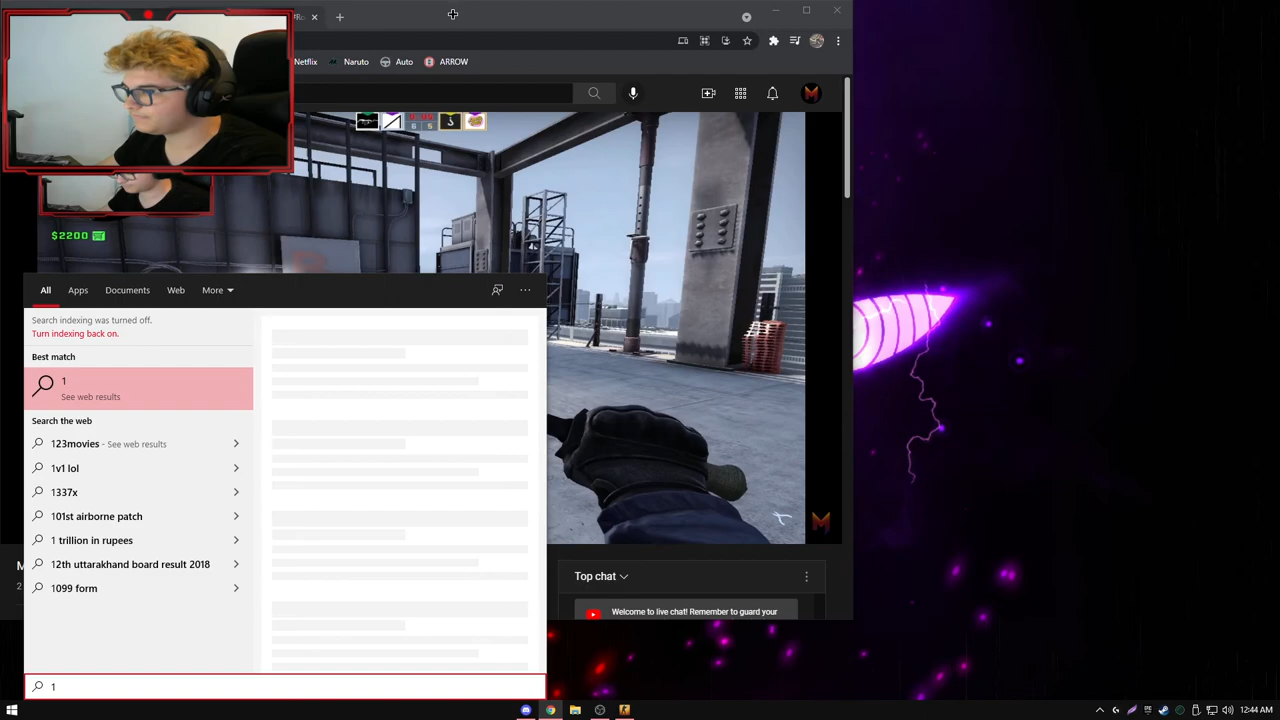 Netflix
Naruto
Auto
ARROW
6 5
$2200
All
Apps
Documents
Web
More
Search indexing was turned off.
Turn indexing back on.
Best match
1
See web results
Search the web
123movies - See web results
1v1 lol
1337x
101st airborne patch
1 trillion in rupees
12th uttarakhand board result 2018
1099 form
Top chat
Welcome to live chat! Remember to guard your
1
12:44 AM